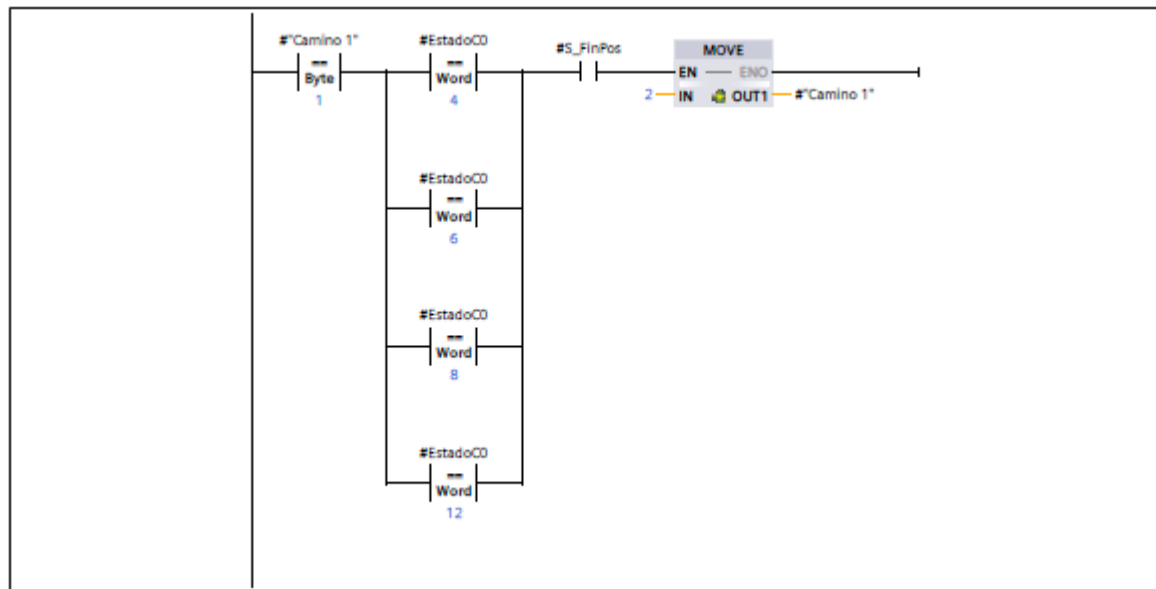 #"Camino 1" #EstadoC0 #S_FinPos MOVE
== == EN ENO
Byte Word 2 IN OUT1 #"Camino 1"
1 4
#EstadoC0
==
Word
6
#EstadoC0
==
Word
8
#EstadoC0
==
Word
12